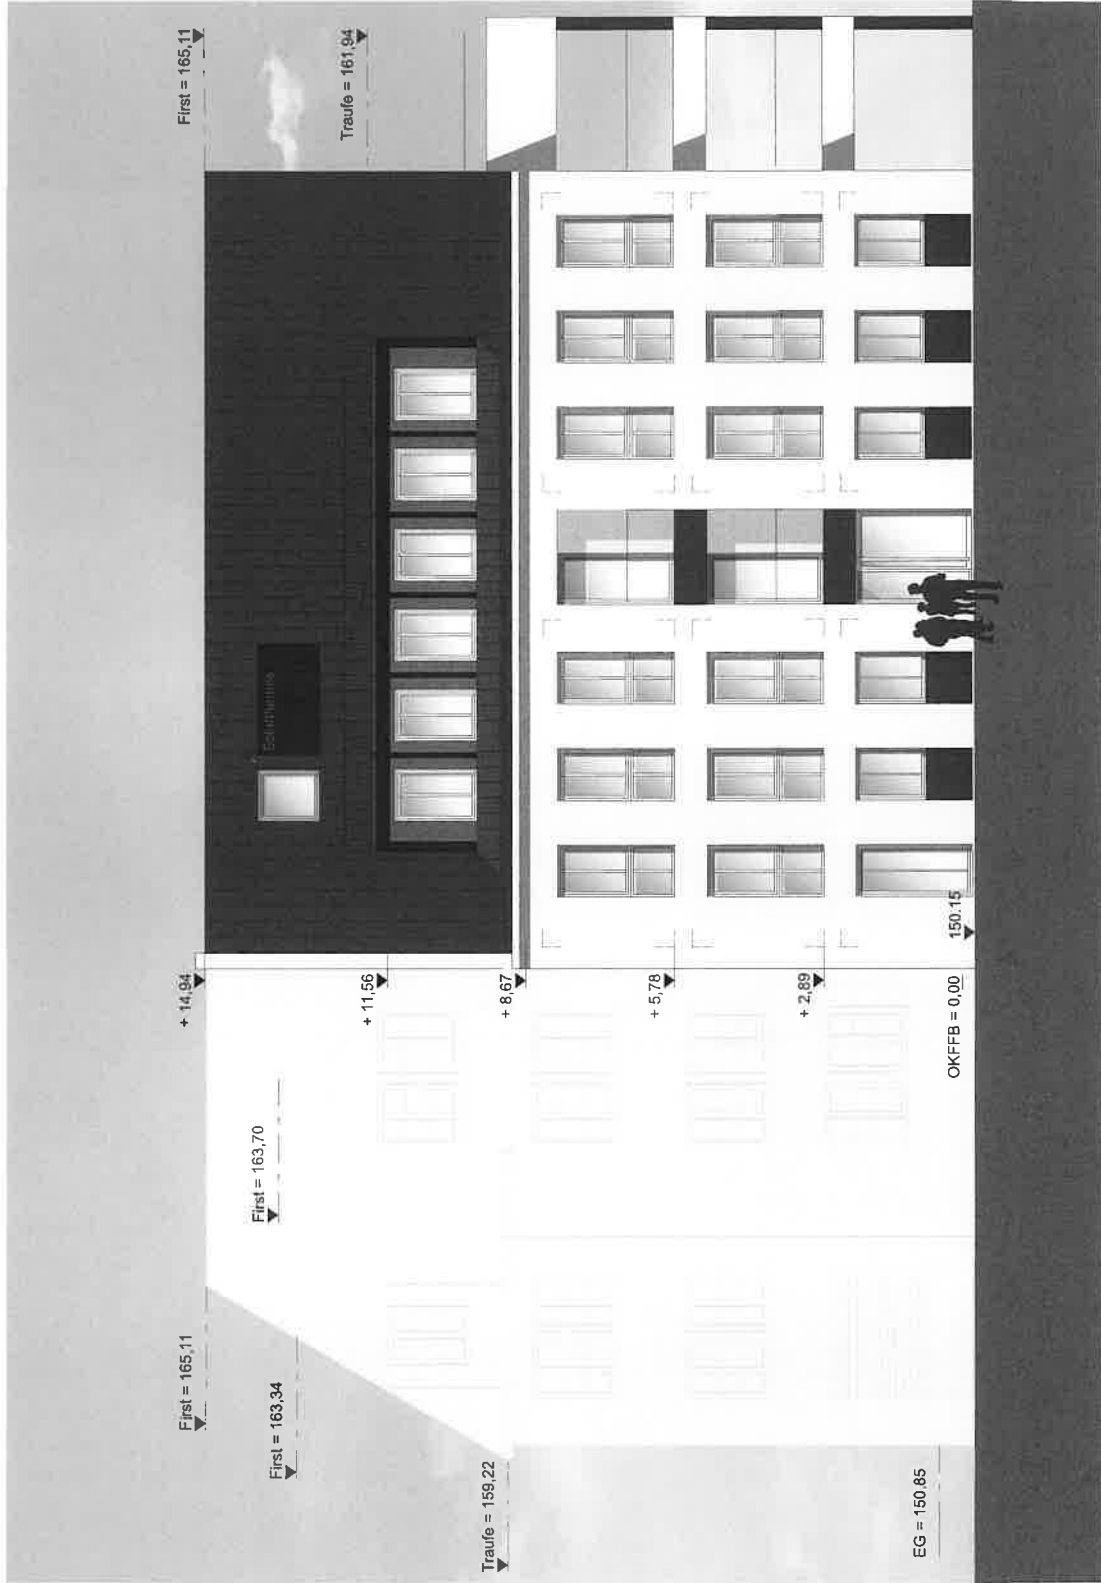 First = 165,11
Traufe = 161,94
First = 165,11
First = 163,34
First = 163,70
Traufe = 159,22
EG = 150,85
+ 14,94
+ 11,56
+ 8,67
+ 5,78
+ 2,89
OKFFB = 0,00
150.15